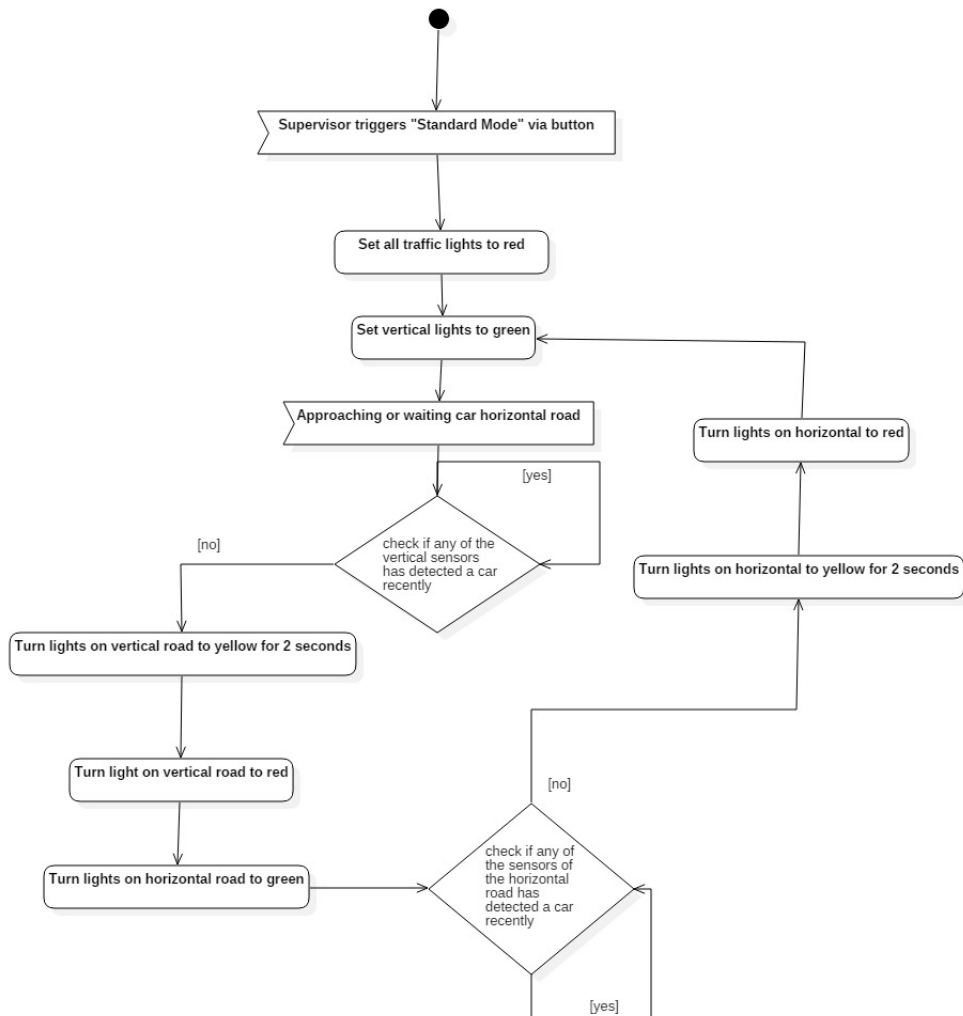 Supervisor triggers "Standard Mode" via button
Set all traffic lights to red
Set vertical lights to green
Approaching or waiting car horizontal road
Turn lights on horizontal to red
[yes]
[no]
check if any of the
vertical sensors
has detected a car
recently
Turn lights on horizontal to yellow for 2 seconds
Turn lights on vertical road to yellow for 2 seconds
Turn light on vertical road to red
[no]
Turn lights on horizontal road to green
check if any of
the sensors of
the horizontal
road has
detected a car
recently
[yes]